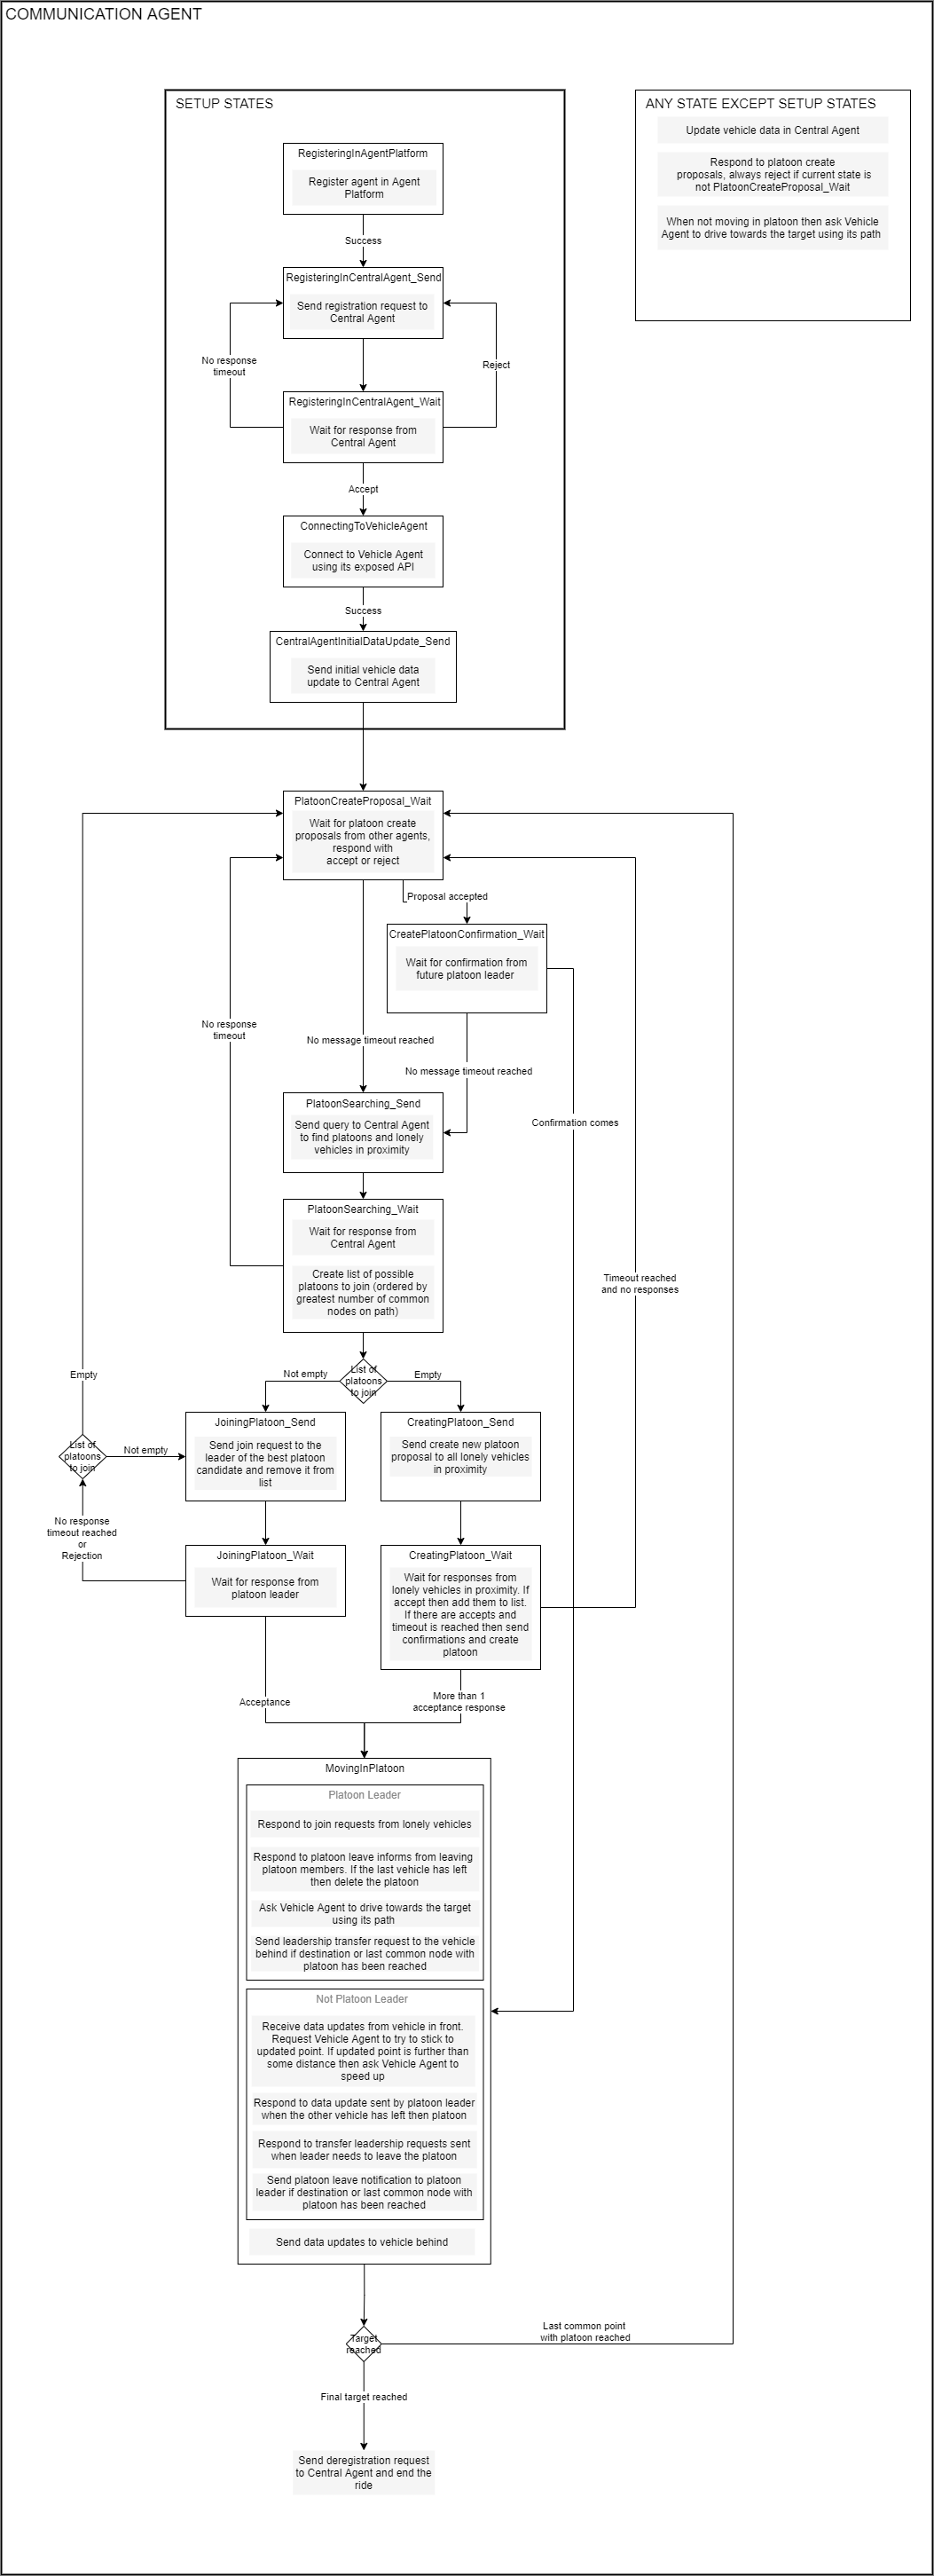 COMMUNICATION AGENT
SETUP STATES
RegisteringInAgentPlatform
Register agent in Agent
Platform
Success
RegisteringInCentralAgent_Send
Send registration request to
Central Agent
No response
timeout
Reject
RegisteringInCentralAgent_Wait
Wait for response from
Central Agent
Accept
ConnectingToVehicleAgent
Connect to Vehicle Agent
using its exposed API
Success
CentralAgentInitialDataUpdate_Send
Send initial vehicle data
update to Central Agent
ANY STATE EXCEPT SETUP STATES
Update vehicle data in Central Agent
Respond to platoon create
proposals, always reject if current state is
not PlatoonCreateProposal_Wait
When not moving in platoon then ask Vehicle
Agent to drive towards the target using its path
PlatoonCreateProposal_Wait
Wait for platoon create
proposals from other agents,
respond with
accept or reject
Proposal accepted
CreatePlatoonConfirmation_Wait
Wait for confirmation from
future platoon leader
No response
timeout
No message timeout reached
No message timeout reached
PlatoonSearching_Send
Send query to Central Agent
to find platoons and lonely
vehicles in proximity
Confirmation comes
PlatoonSearching_Wait
Wait for response from
Central Agent
Create list of possible
platoons to join (ordered by
greatest number of common
nodes on path)
Timeout reached
and no responses
Empty
Not empty
List of
platoons
to join
Empty
List of
platoons
to join
Not empty
JoiningPlatoon_Send
Send join request to the
leader of the best platoon
candidate and remove it from
list
CreatingPlatoon_Send
Send create new platoon
proposal to all lonely vehicles
in proximity
No response
timeout reached
or
Rejection
JoiningPlatoon_Wait
Wait for response from
platoon leader
CreatingPlatoon_Wait
Wait for responses from
lonely vehicles in proximity. If
accept then add them to list.
If there are accepts and
timeout is reached then send
confirmations and create
platoon
Acceptance
More than 1
acceptance response
MovingInPlatoon
Platoon Leader
Respond to join requests from lonely vehicles
Respond to platoon leave informs from leaving
platoon members. If the last vehicle has left
then delete the platoon
Ask Vehicle Agent to drive towards the target
using its path
Send leadership transfer request to the vehicle
behind if destination or last common node with
platoon has been reached
Not Platoon Leader
Receive data updates from vehicle in front.
Request Vehicle Agent to try to stick to
updated point. If updated point is further than
some distance then ask Vehicle Agent to
speed up
Respond to data update sent by platoon leader
when the other vehicle has left then platoon
Respond to transfer leadership requests sent
when leader needs to leave the platoon
Send platoon leave notification to platoon
leader if destination or last common node with
platoon has been reached
Send data updates to vehicle behind
Target
reached
Last common point
with platoon reached
Final target reached
Send deregistration request
to Central Agent and end the
ride